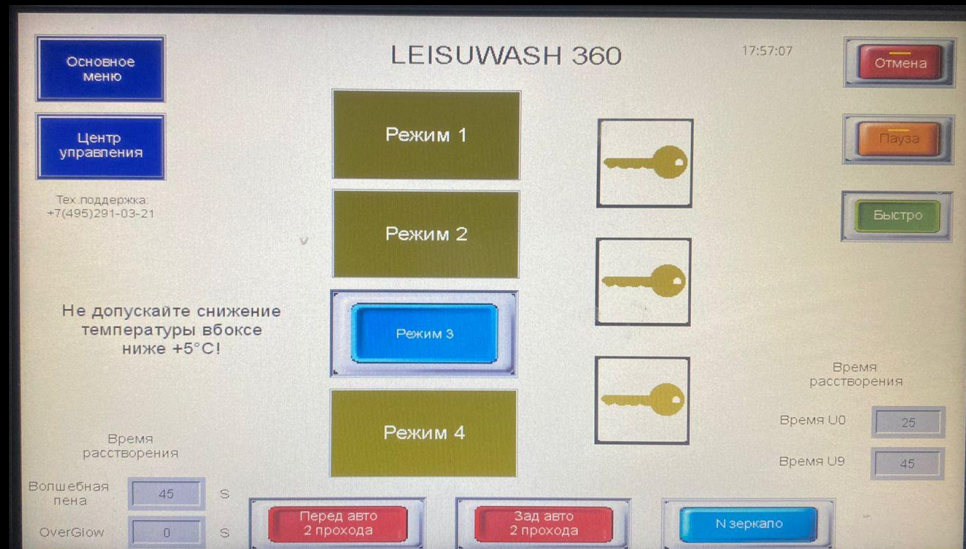 LEISUWASH 360
17:57:07
Основное
меню
Центр
управления
Тех.поддержка:
+7(495)291-03-21
Не допускайте снижение
температуры вбоксе
ниже +5°C!
Время
расстворения
Волшебная
пена
45
S
OverGlow
0
S
Режим 1
Режим 2
Режим 3
Режим 4
Перед авто
2 прохода
Зад авто
2 прохода
N зеркало
Отмена
Пауза
Быстро
Время
расстворения
Время U0
25
Время U9
45